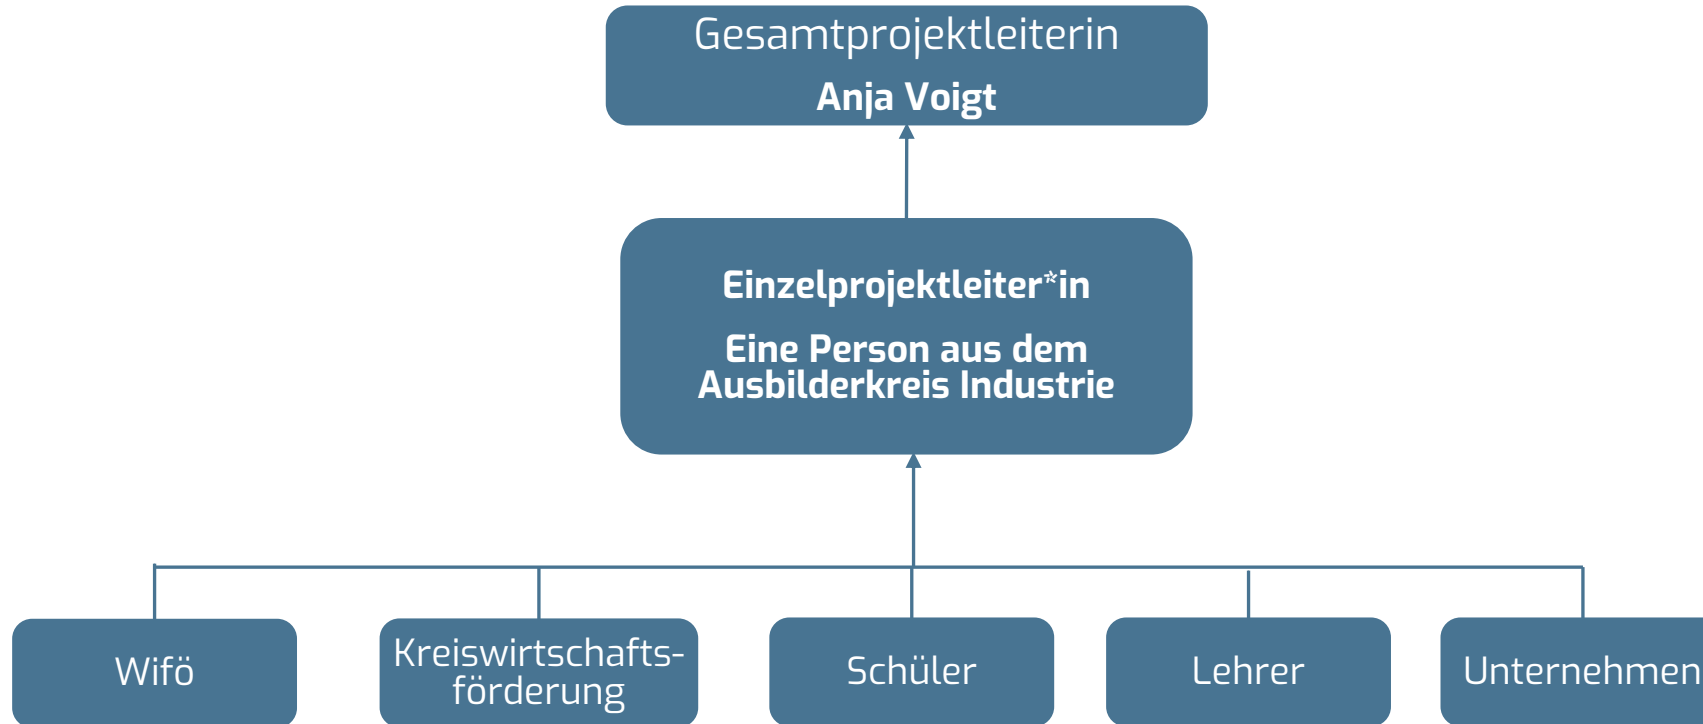 Gesamtprojektleiterin
Anja Voigt
Einzelprojektleiter*in
Eine Person aus dem
Ausbilderkreis Industrie
Wifö
Kreiswirtschafts-
förderung
Schüler
Lehrer
Unternehmen